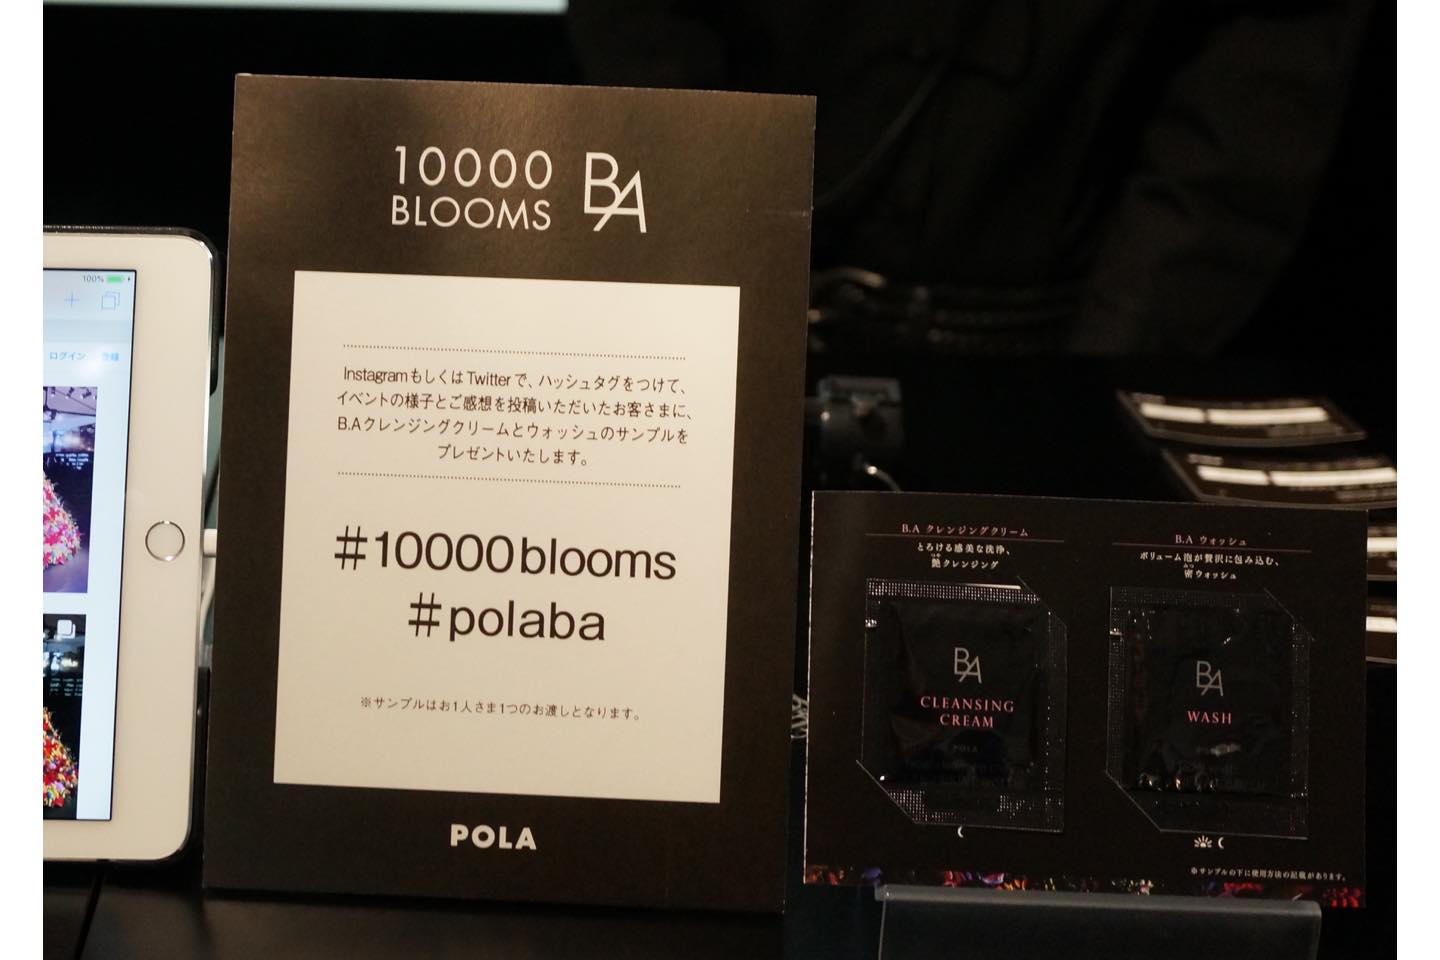 10000
BLOOMS
BA
InstagramもしくはTwitterで、ハッシュタグをつけて、
イベントの様子とご感想を投稿いただいたお客さまに、
B.Aクレンジングクリームとウォッシュのサンプルを
プレゼントいたします。
#10000blooms
#polaba
※サンプルはお1人さま1つのお渡しとなります。
POLA
100%
ログイン
登録
B.A クレンジングクリーム
とろける感美な洗浄、
艶クレンジング
つや
BA
CLEANSING
CREAM
POLA
B.A ウォッシュ
ボリューム泡が贅沢に包み込む、
密ウォッシュ
みつ
BA
WASH
※サンプルの下に使用方法の記載があります。